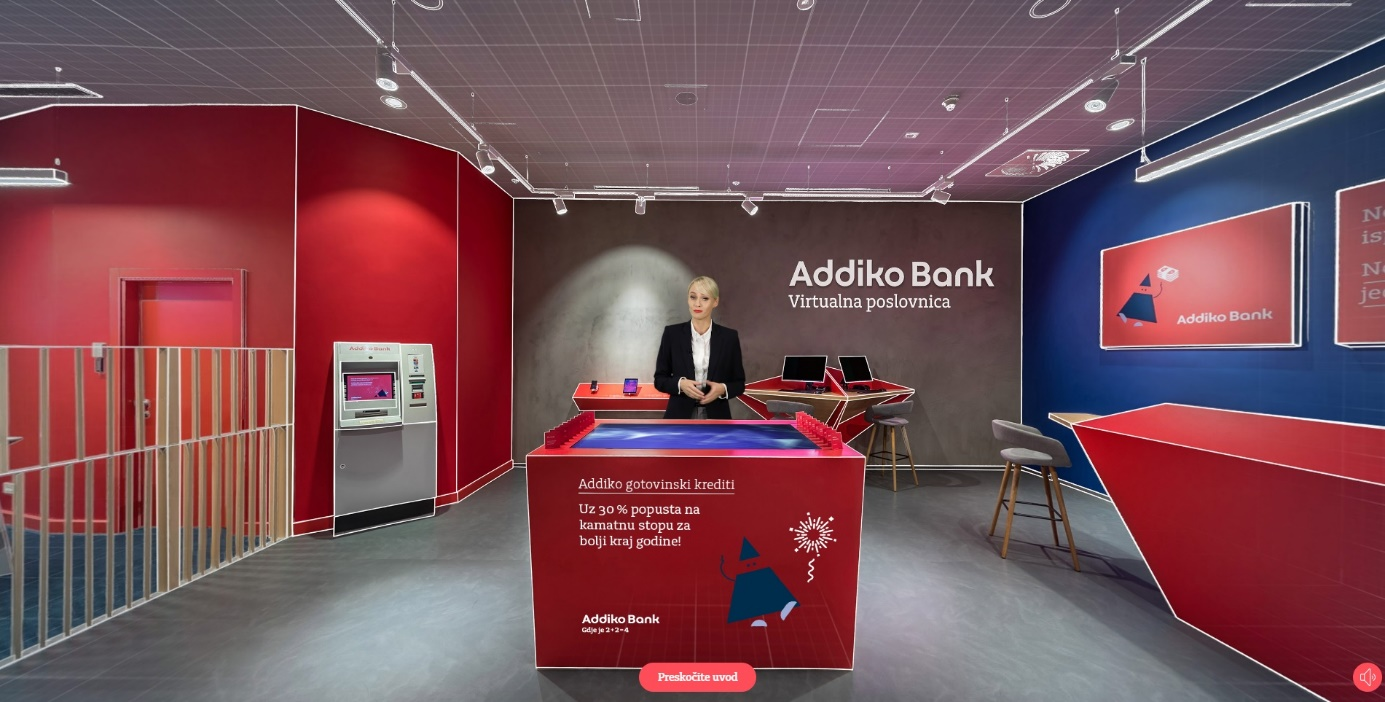 Addiko Bank
Virtualna poslovnica
Addiko Bank
Addiko Bank
Addiko gotovinski krediti
Uz 30 % popusta na
kamatnu stopu za
bolji kraj godine!
Addiko Bank
Gdje je 2+2=4
Preskočite uvod